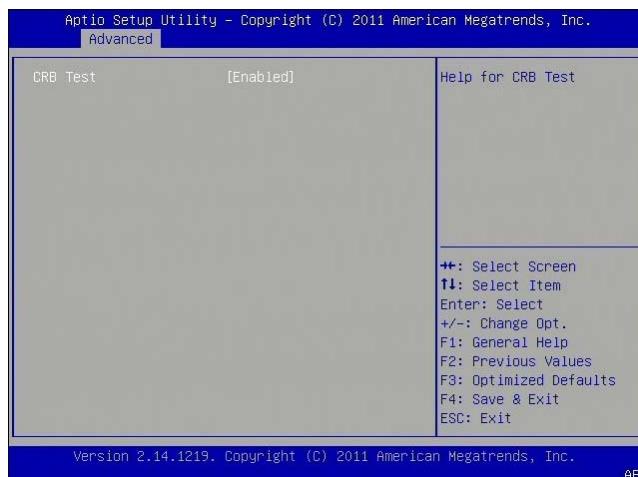 Aptio Setup Utility – Copyright (C) 2011 American Megatrends, Inc.
Advanced
CRB Test [Enabled]
Help for CRB Test
→←: Select Screen
↑↓: Select Item
Enter: Select
+/-: Change Opt.
F1: General Help
F2: Previous Values
F3: Optimized Defaults
F4: Save & Exit
ESC: Exit
Version 2.14.1219. Copyright (C) 2011 American Megatrends, Inc.